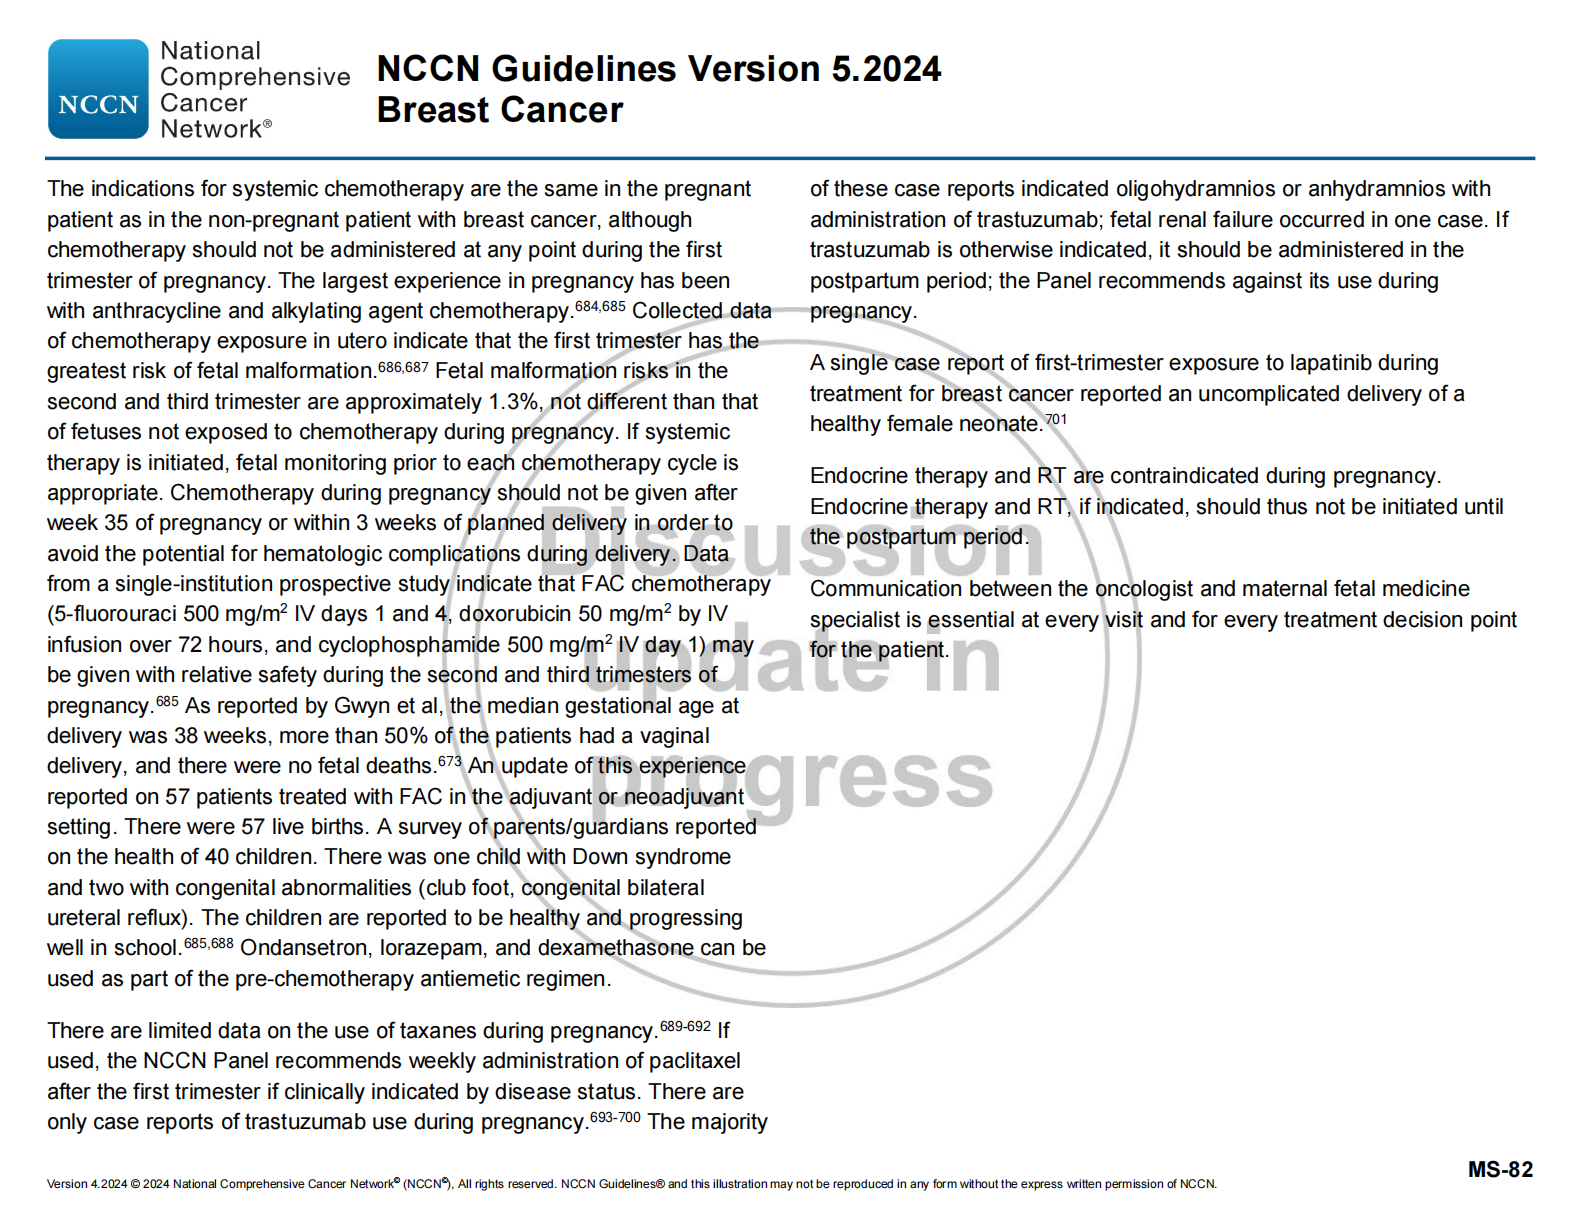 NCCN
National
Comprehensive
Cancer
Network®
NCCN Guidelines Version 5.2024
Breast Cancer
The indications for systemic chemotherapy are the same in the pregnant
patient as in the non-pregnant patient with breast cancer, although
chemotherapy should not be administered at any point during the first
trimester of pregnancy. The largest experience in pregnancy has been
with anthracycline and alkylating agent chemotherapy.684,685 Collected data
of chemotherapy exposure in utero indicate that the first trimester has the
greatest risk of fetal malformation.686,687 Fetal malformation risks in the
second and third trimester are approximately 1.3%, not different than that
of fetuses not exposed to chemotherapy during pregnancy. If systemic
therapy is initiated, fetal monitoring prior to each chemotherapy cycle is
appropriate. Chemotherapy during pregnancy should not be given after
week 35 of pregnancy or within 3 weeks of planned delivery in order to
avoid the potential for hematologic complications during delivery. Data
from a single-institution prospective study indicate that FAC chemotherapy
(5-fluorouraci 500 mg/m2 IV days 1 and 4, doxorubicin 50 mg/m2 by IV
infusion over 72 hours, and cyclophosphamide 500 mg/m2 IV day 1) may
be given with relative safety during the second and third trimesters of
pregnancy.685 As reported by Gwyn et al, the median gestational age at
delivery was 38 weeks, more than 50% of the patients had a vaginal
delivery, and there were no fetal deaths.673 An update of this experience
reported on 57 patients treated with FAC in the adjuvant or neoadjuvant
setting. There were 57 live births. A survey of parents/guardians reported
on the health of 40 children. There was one child with Down syndrome
and two with congenital abnormalities (club foot, congenital bilateral
ureteral reflux). The children are reported to be healthy and progressing
well in school.685,688 Ondansetron, lorazepam, and dexamethasone can be
used as part of the pre-chemotherapy antiemetic regimen.
There are limited data on the use of taxanes during pregnancy.689-692 If
used, the NCCN Panel recommends weekly administration of paclitaxel
after the first trimester if clinically indicated by disease status. There are
only case reports of trastuzumab use during pregnancy.693-700 The majority
of these case reports indicated oligohydramnios or anhydramnios with
administration of trastuzumab; fetal renal failure occurred in one case. If
trastuzumab is otherwise indicated, it should be administered in the
postpartum period; the Panel recommends against its use during
pregnancy.
A single case report of first-trimester exposure to lapatinib during
treatment for breast cancer reported an uncomplicated delivery of a
healthy female neonate.701
Endocrine therapy and RT are contraindicated during pregnancy.
Endocrine therapy and RT, if indicated, should thus not be initiated until
the postpartum period.
Communication between the oncologist and maternal fetal medicine
specialist is essential at every visit and for every treatment decision point
for the patient.
Discussion
update in
progress
MS-82
Version 4.2024 © 2024 National Comprehensive Cancer Network© (NCCN©), All rights reserved. NCCN Guidelines® and this illustration may not be reproduced in any form without the express written permission of NCCN.